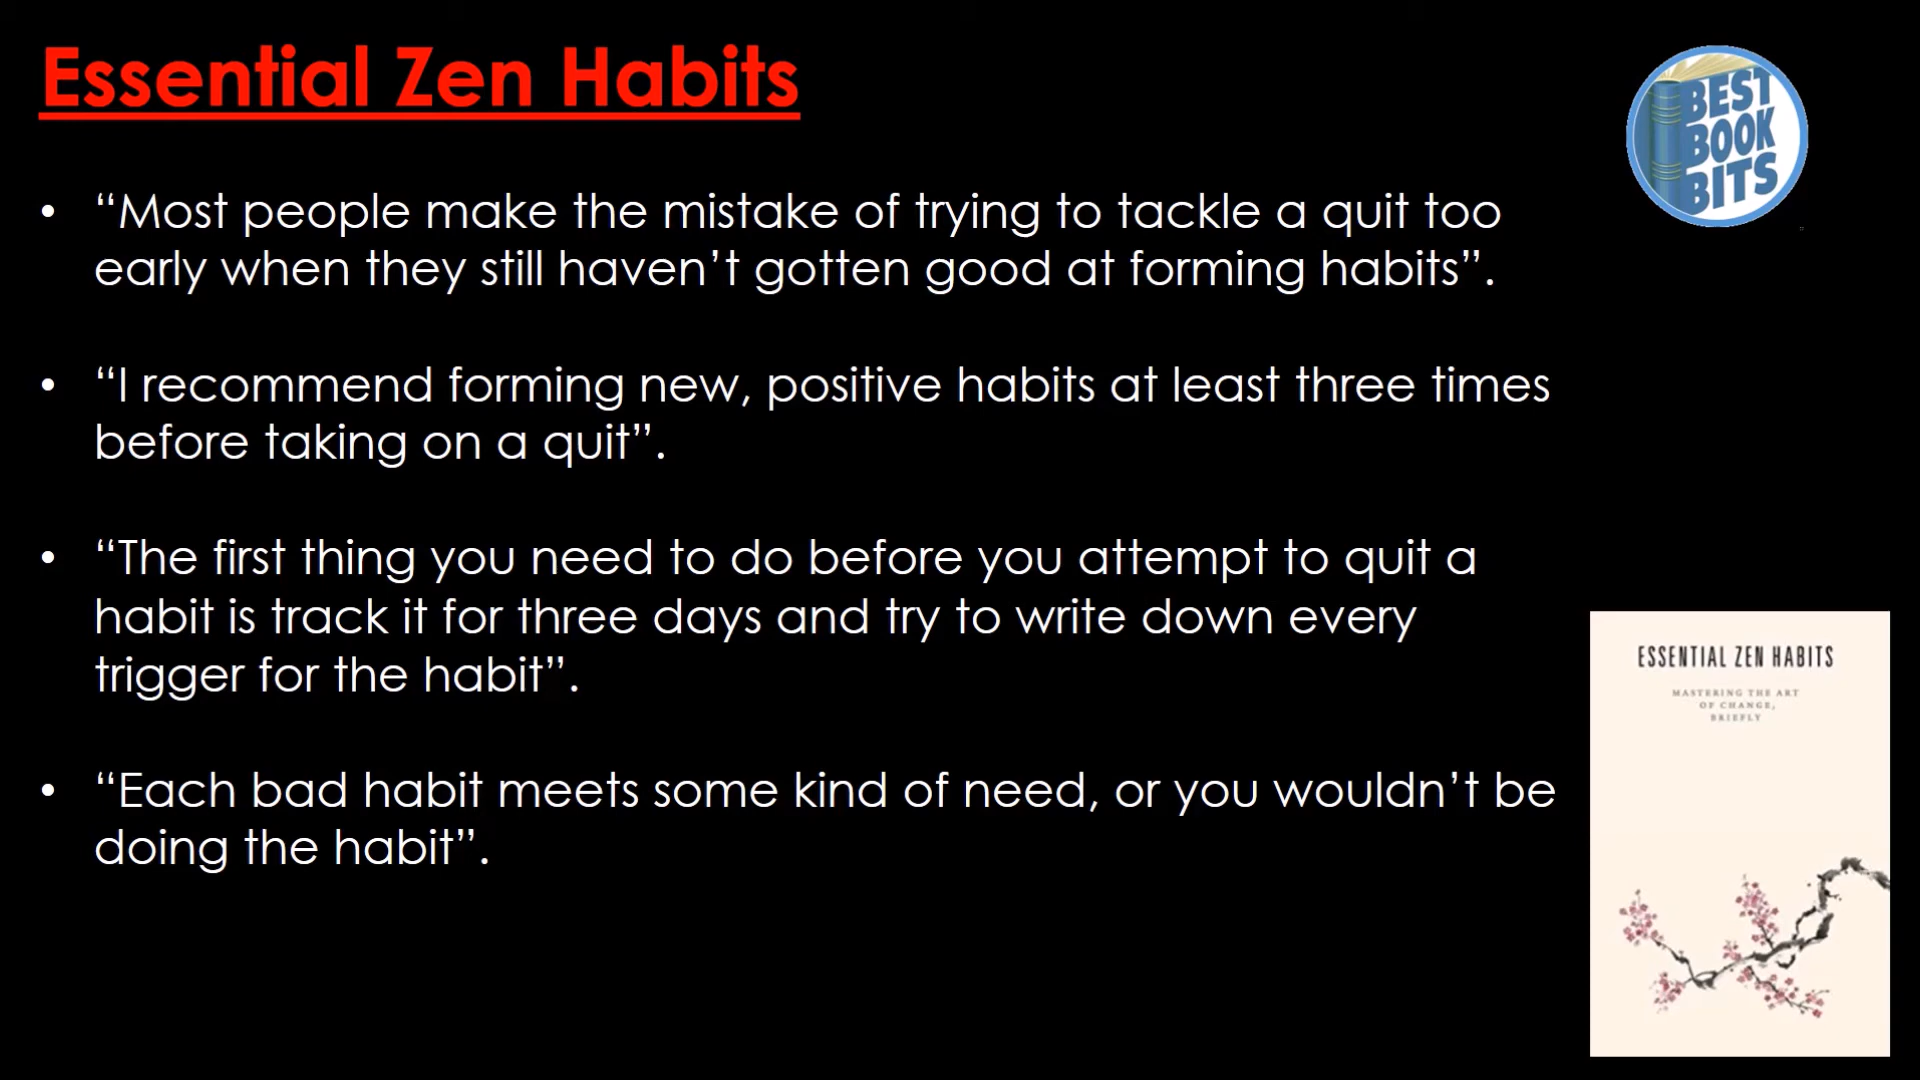 Essential Zen Habits
BEST
BOOK
BITS
• “Most people make the mistake of trying to tackle a quit too
early when they still haven’t gotten good at forming habits”.
• “I recommend forming new, positive habits at least three times
before taking on a quit”.
• “The first thing you need to do before you attempt to quit a
habit is track it for three days and try to write down every
trigger for the habit”.
• “Each bad habit meets some kind of need, or you wouldn’t be
doing the habit”.
ESSENTIAL ZEN HABITS
MASTERING THE ART
OF CHANGE,
BRIEFLY